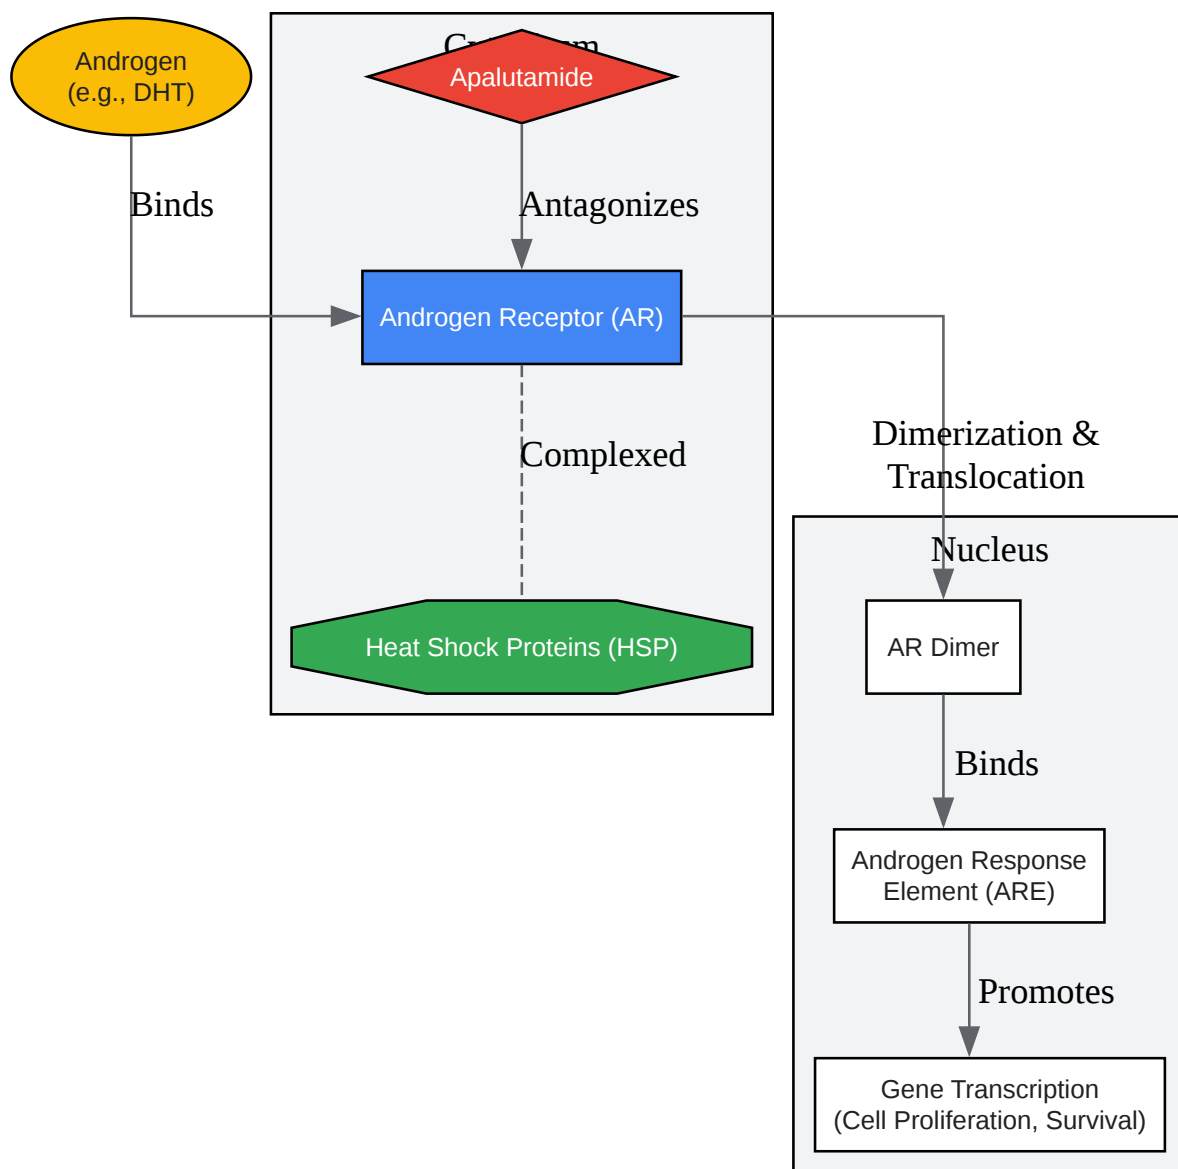 Androgen
(e.g., DHT)
Apalutamide
Binds
Antagonizes
Androgen Receptor (AR)
Complexed
Dimerization &
Translocation
Nucleus
Heat Shock Proteins (HSP)
AR Dimer
Binds
Androgen Response
Element (ARE)
Promotes
Gene Transcription
(Cell Proliferation, Survival)